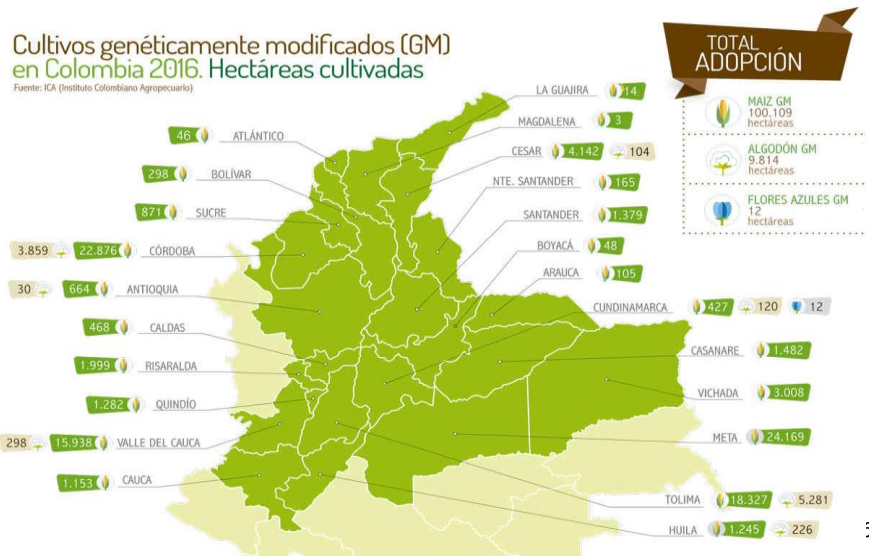 Cultivos genéticamente modificados (GM)
en Colombia 2016. Hectáreas cultivadas
Fuente: ICA (Instituto Colombiano Agropecuario)
TOTAL
ADOPCIÓN
MAIZ GM
100.109
hectáreas
ALGODÓN GM
9.814
hectáreas
FLORES AZULES GM
12
hectáreas
46 ATLÁNTICO
298 BOLÍVAR
871 SUCRE
3.859 22.876 CÓRDOBA
30 664 ANTIOQUIA
468 CALDAS
1.999 RISARALDA
1.282 QUINDÍO
298 15.938 VALLE DEL CAUCA
1.153 CAUCA
LA GUAJIRA 14
MAGDALENA 3
CESAR 4.142 104
NTE. SANTANDER 165
SANTANDER 1.379
BOYACÁ 48
ARAUCA 105
CUNDINAMARCA 427 120 12
CASANARE 1.482
VICHADA 3.008
META 24.169
TOLIMA 18.327 5.281
HUILA 1.245 226